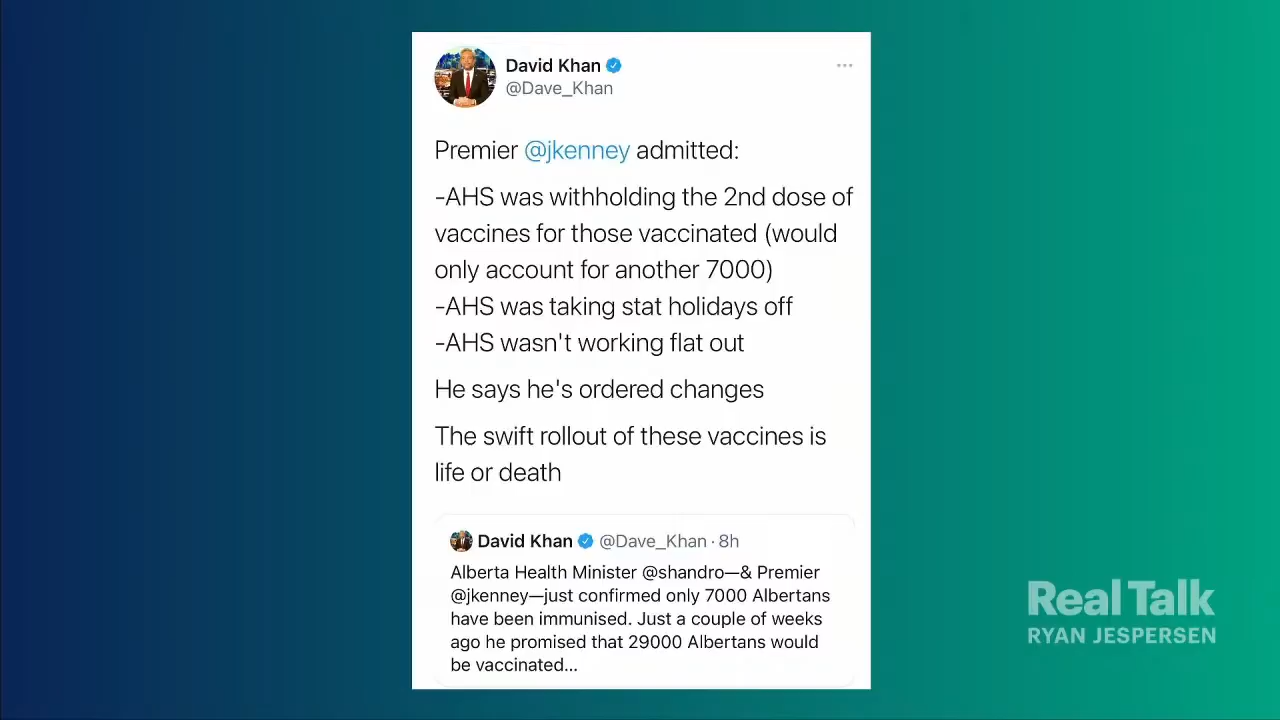 David Khan
@Dave_Khan
Premier @jkenney admitted:
-AHS was withholding the 2nd dose of
vaccines for those vaccinated (would
only account for another 7000)
-AHS was taking stat holidays off
-AHS wasn't working flat out
He says he's ordered changes
The swift rollout of these vaccines is
life or death
David Khan @Dave_Khan · 8h
Alberta Health Minister @shandro—& Premier
@jkenney—just confirmed only 7000 Albertans
have been immunised. Just a couple of weeks
ago he promised that 29000 Albertans would
be vaccinated...
Real Talk
RYAN JESPERSEN